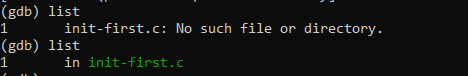 (gdb) list
1 init-first.c: No such file or directory.
(gdb) list
1 in init-first.c